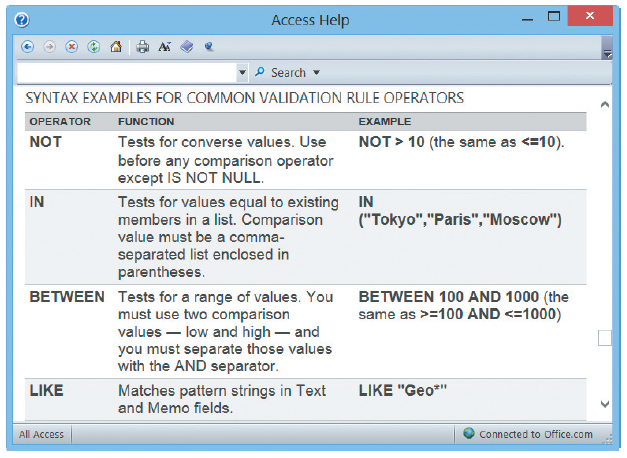 Access Help
Search
SYNTAX EXAMPLES FOR COMMON VALIDATION RULE OPERATORS
OPERATOR FUNCTION EXAMPLE
NOT Tests for converse values. Use NOT > 10 (the same as <=10).
before any comparison operator
except IS NOT NULL.
IN Tests for values equal to existing IN
members in a list. Comparison ("Tokyo","Paris","Moscow")
value must be a comma-
separated list enclosed in
parentheses.
BETWEEN Tests for a range of values. You BETWEEN 100 AND 1000 (the
must use two comparison same as >=100 AND <=1000)
values — low and high — and
you must separate those values
with the AND separator.
LIKE Matches pattern strings in Text LIKE "Geo*"
and Memo fields.
All Access Connected to Office.com